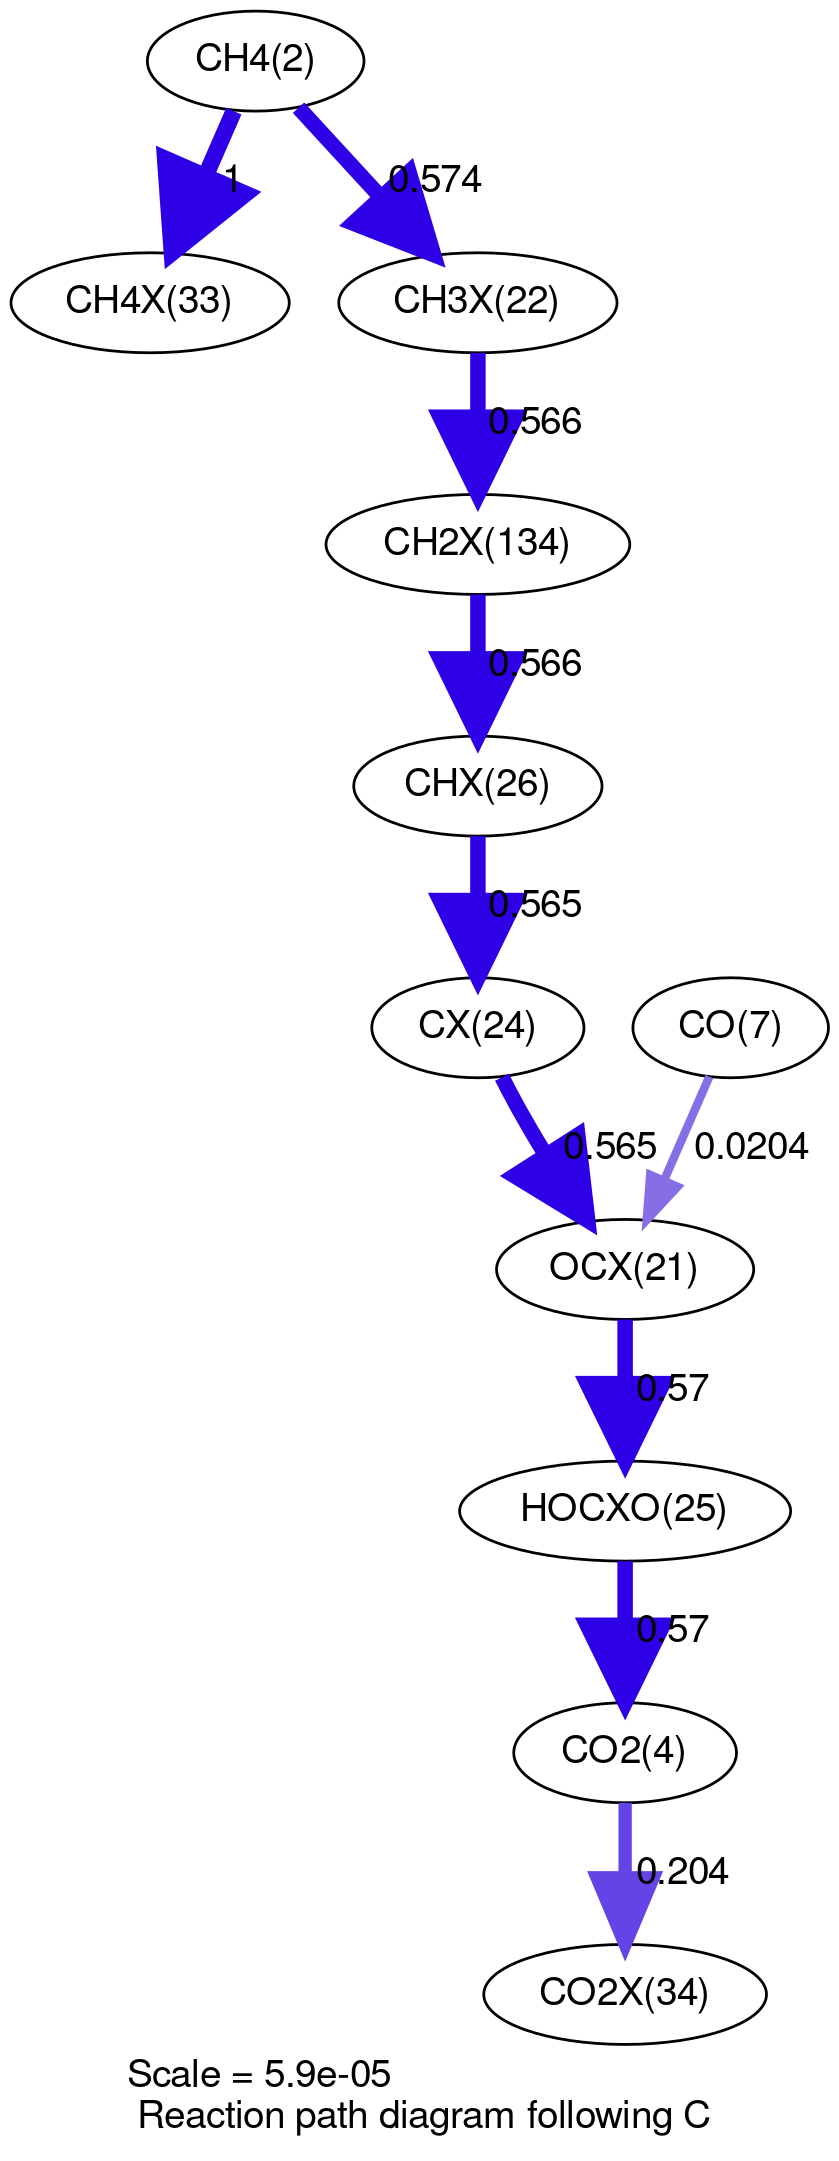 CH4(2)
1
0.574
CH4X(33)
CH3X(22)
0.566
CH2X(134)
0.566
CHX(26)
0.565
CX(24)
CO(7)
0.565
0.0204
OCX(21)
0.57
HOCXO(25)
0.57
CO2(4)
0.204
CO2X(34)
Scale = 5.9e-05
Reaction path diagram following C